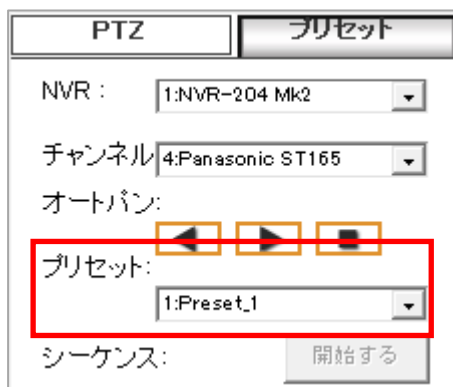 PTZ プリセット
NVR : 1:NVR-204 Mk2
チャンネル 4:Panasonic ST165
オートパン:
プリセット:
1:Preset_1
シーケンス: 開始する